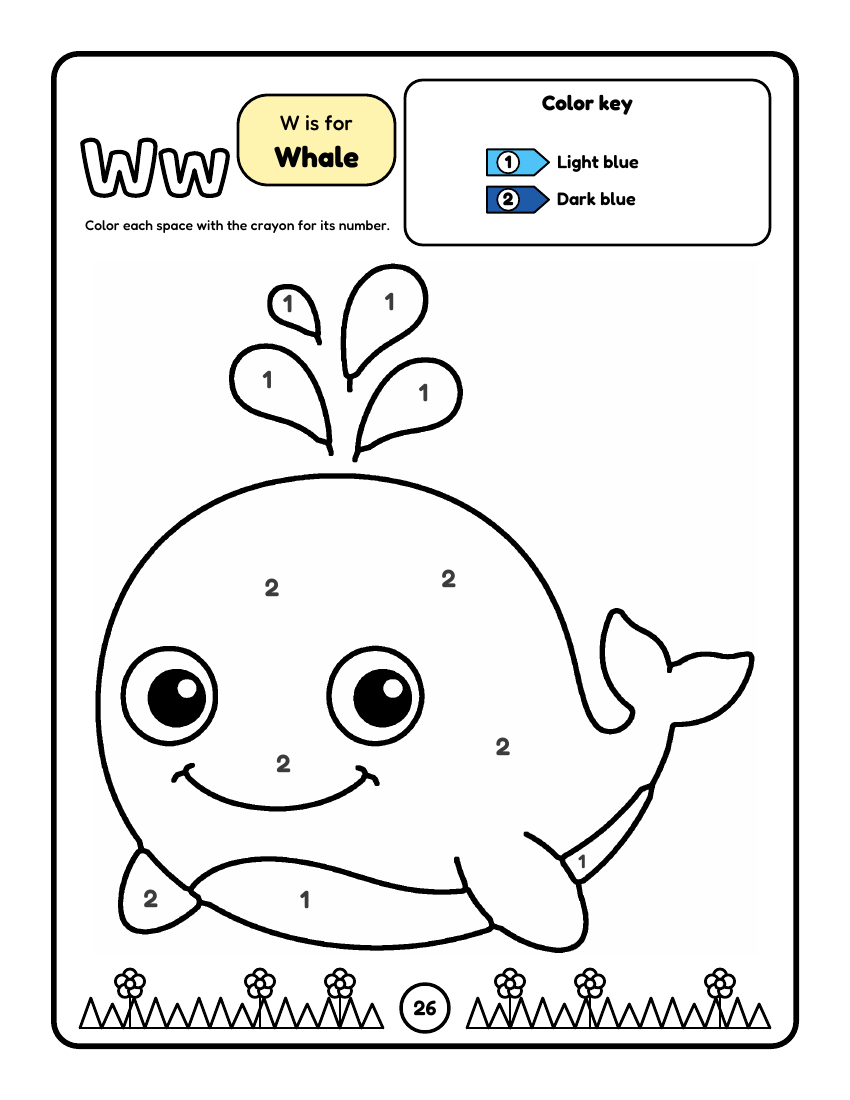 Ww
W is for
Whale
Color each space with the crayon for its number.
Color key
1 Light blue
2 Dark blue
1 1
1 1
2 2
2 2
1
2 1
26